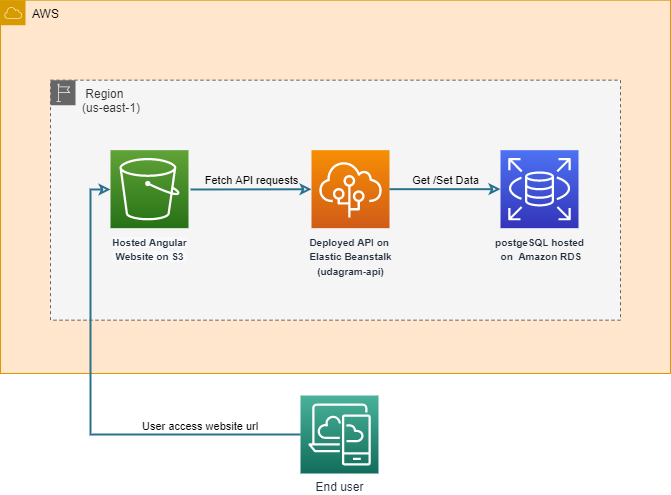 AWS
Region
(us-east-1)
Fetch API requests
Get /Set Data
Hosted Angular
Website on S3
Deployed API on
Elastic Beanstalk
(udagram-api)
postgeSQL hosted
on Amazon RDS
User access website url
End user